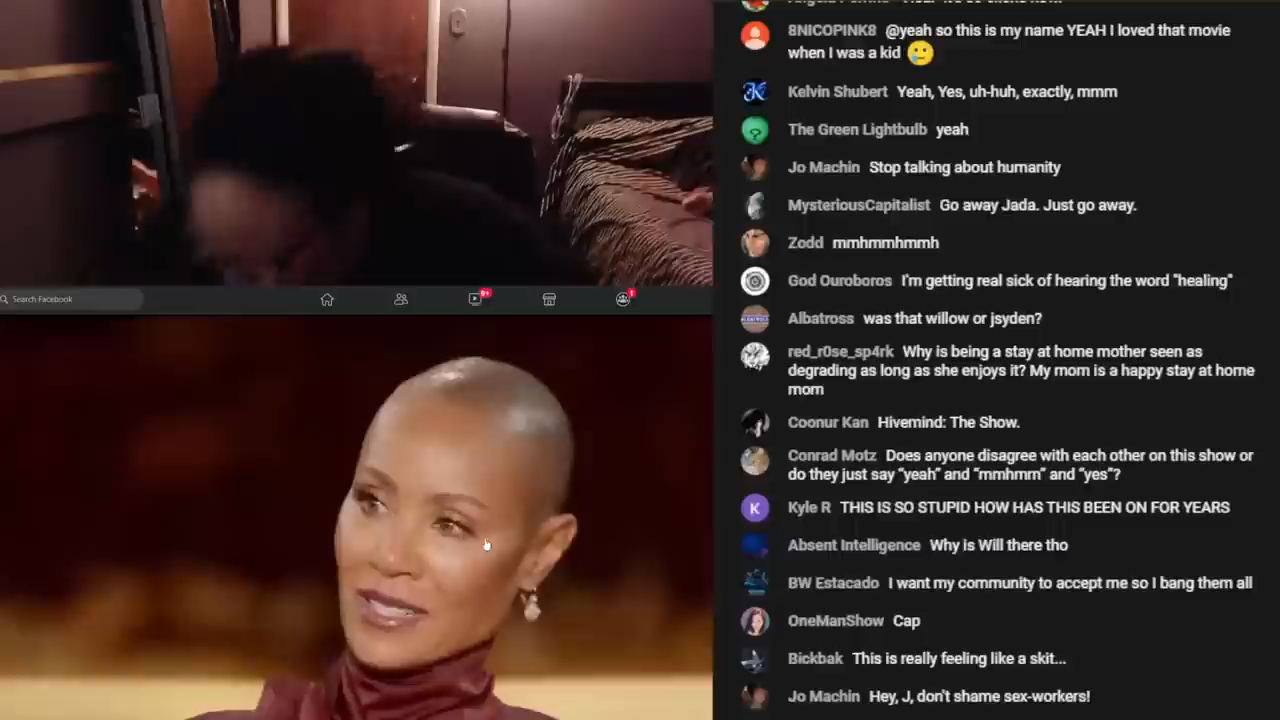 8NICOPINK8 @yeah so this is my name YEAH I loved that movie
when I was a kid 🥲
Kelvin Shubert Yeah, Yes, uh-huh, exactly, mmm
The Green Lightbulb yeah
Jo Machin Stop talking about humanity
MysteriousCapitalist Go away Jada. Just go away.
Zodd mmhmmhmmh
God Ouroboros I'm getting real sick of hearing the word "healing"
Albatross was that willow or jsyden?
red_r0se_sp4rk Why is being a stay at home mother seen as
degrading as long as she enjoys it? My mom is a happy stay at home
mom
Coonur Kan Hivemind: The Show.
Conrad Motz Does anyone disagree with each other on this show or
do they just say “yeah” and “mmhmm” and “yes”?
K
Kyle R THIS IS SO STUPID HOW HAS THIS BEEN ON FOR YEARS
Absent Intelligence Why is Will there tho
BW Estacado I want my community to accept me so I bang them all
OneManShow Cap
Bickbak This is really feeling like a skit...
Jo Machin Hey, J, don't shame sex-workers!
Search Facebook
9+
1